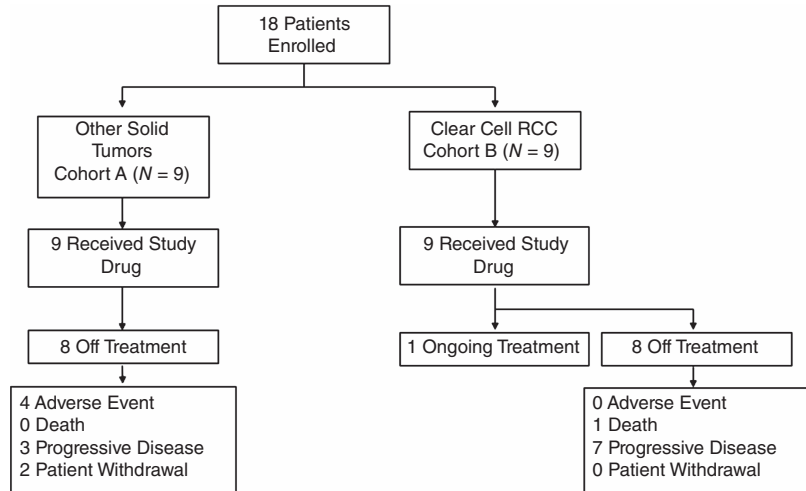 18 Patients
Enrolled
Other Solid
Tumors
Cohort A (N = 9)
Clear Cell RCC
Cohort B (N = 9)
9 Received Study
Drug
9 Received Study
Drug
8 Off Treatment
1 Ongoing Treatment
8 Off Treatment
4 Adverse Event
0 Death
3 Progressive Disease
2 Patient Withdrawal
0 Adverse Event
1 Death
7 Progressive Disease
0 Patient Withdrawal